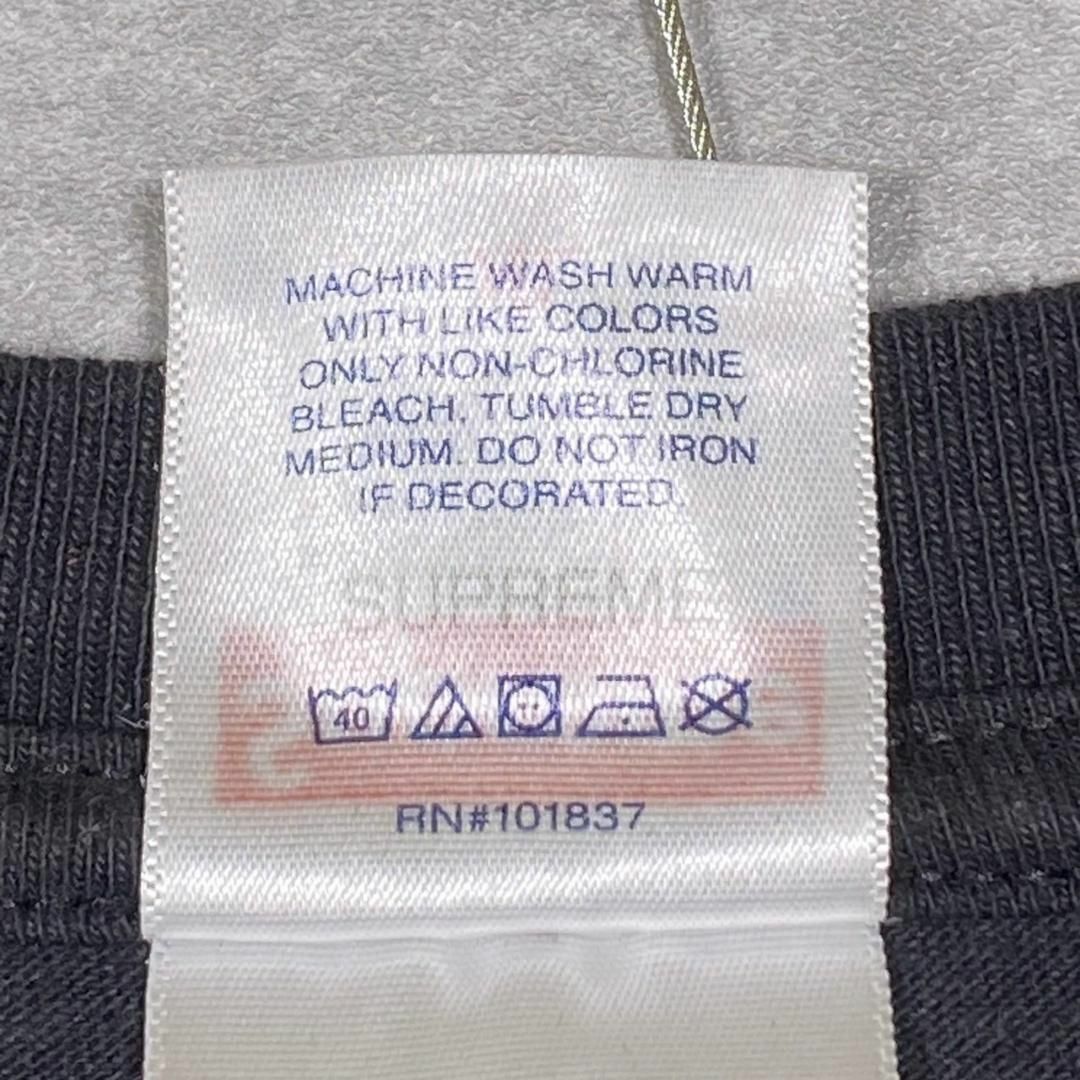 MACHINE WASH WARM
WITH LIKE COLORS
ONLY NON-CHLORINE
BLEACH. TUMBLE DRY
MEDIUM. DO NOT IRON
IF DECORATED.
SUPREME
40
RN#101837